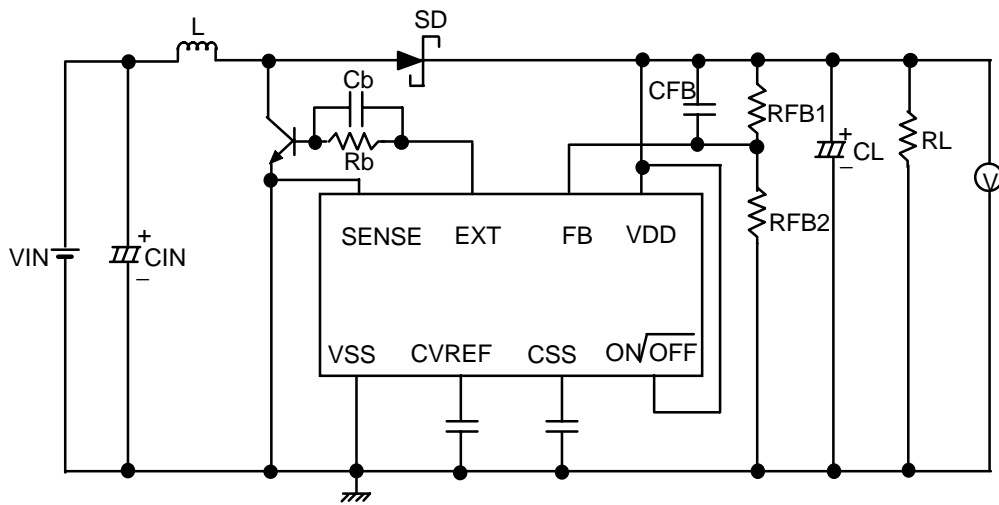 L
SD
Cb
CFB
RFB1
+
CL
−
RL
Rb
V
SENSE EXT FB VDD
RFB2
VIN
+
CIN
−
VSS CVREF CSS ON/OFF